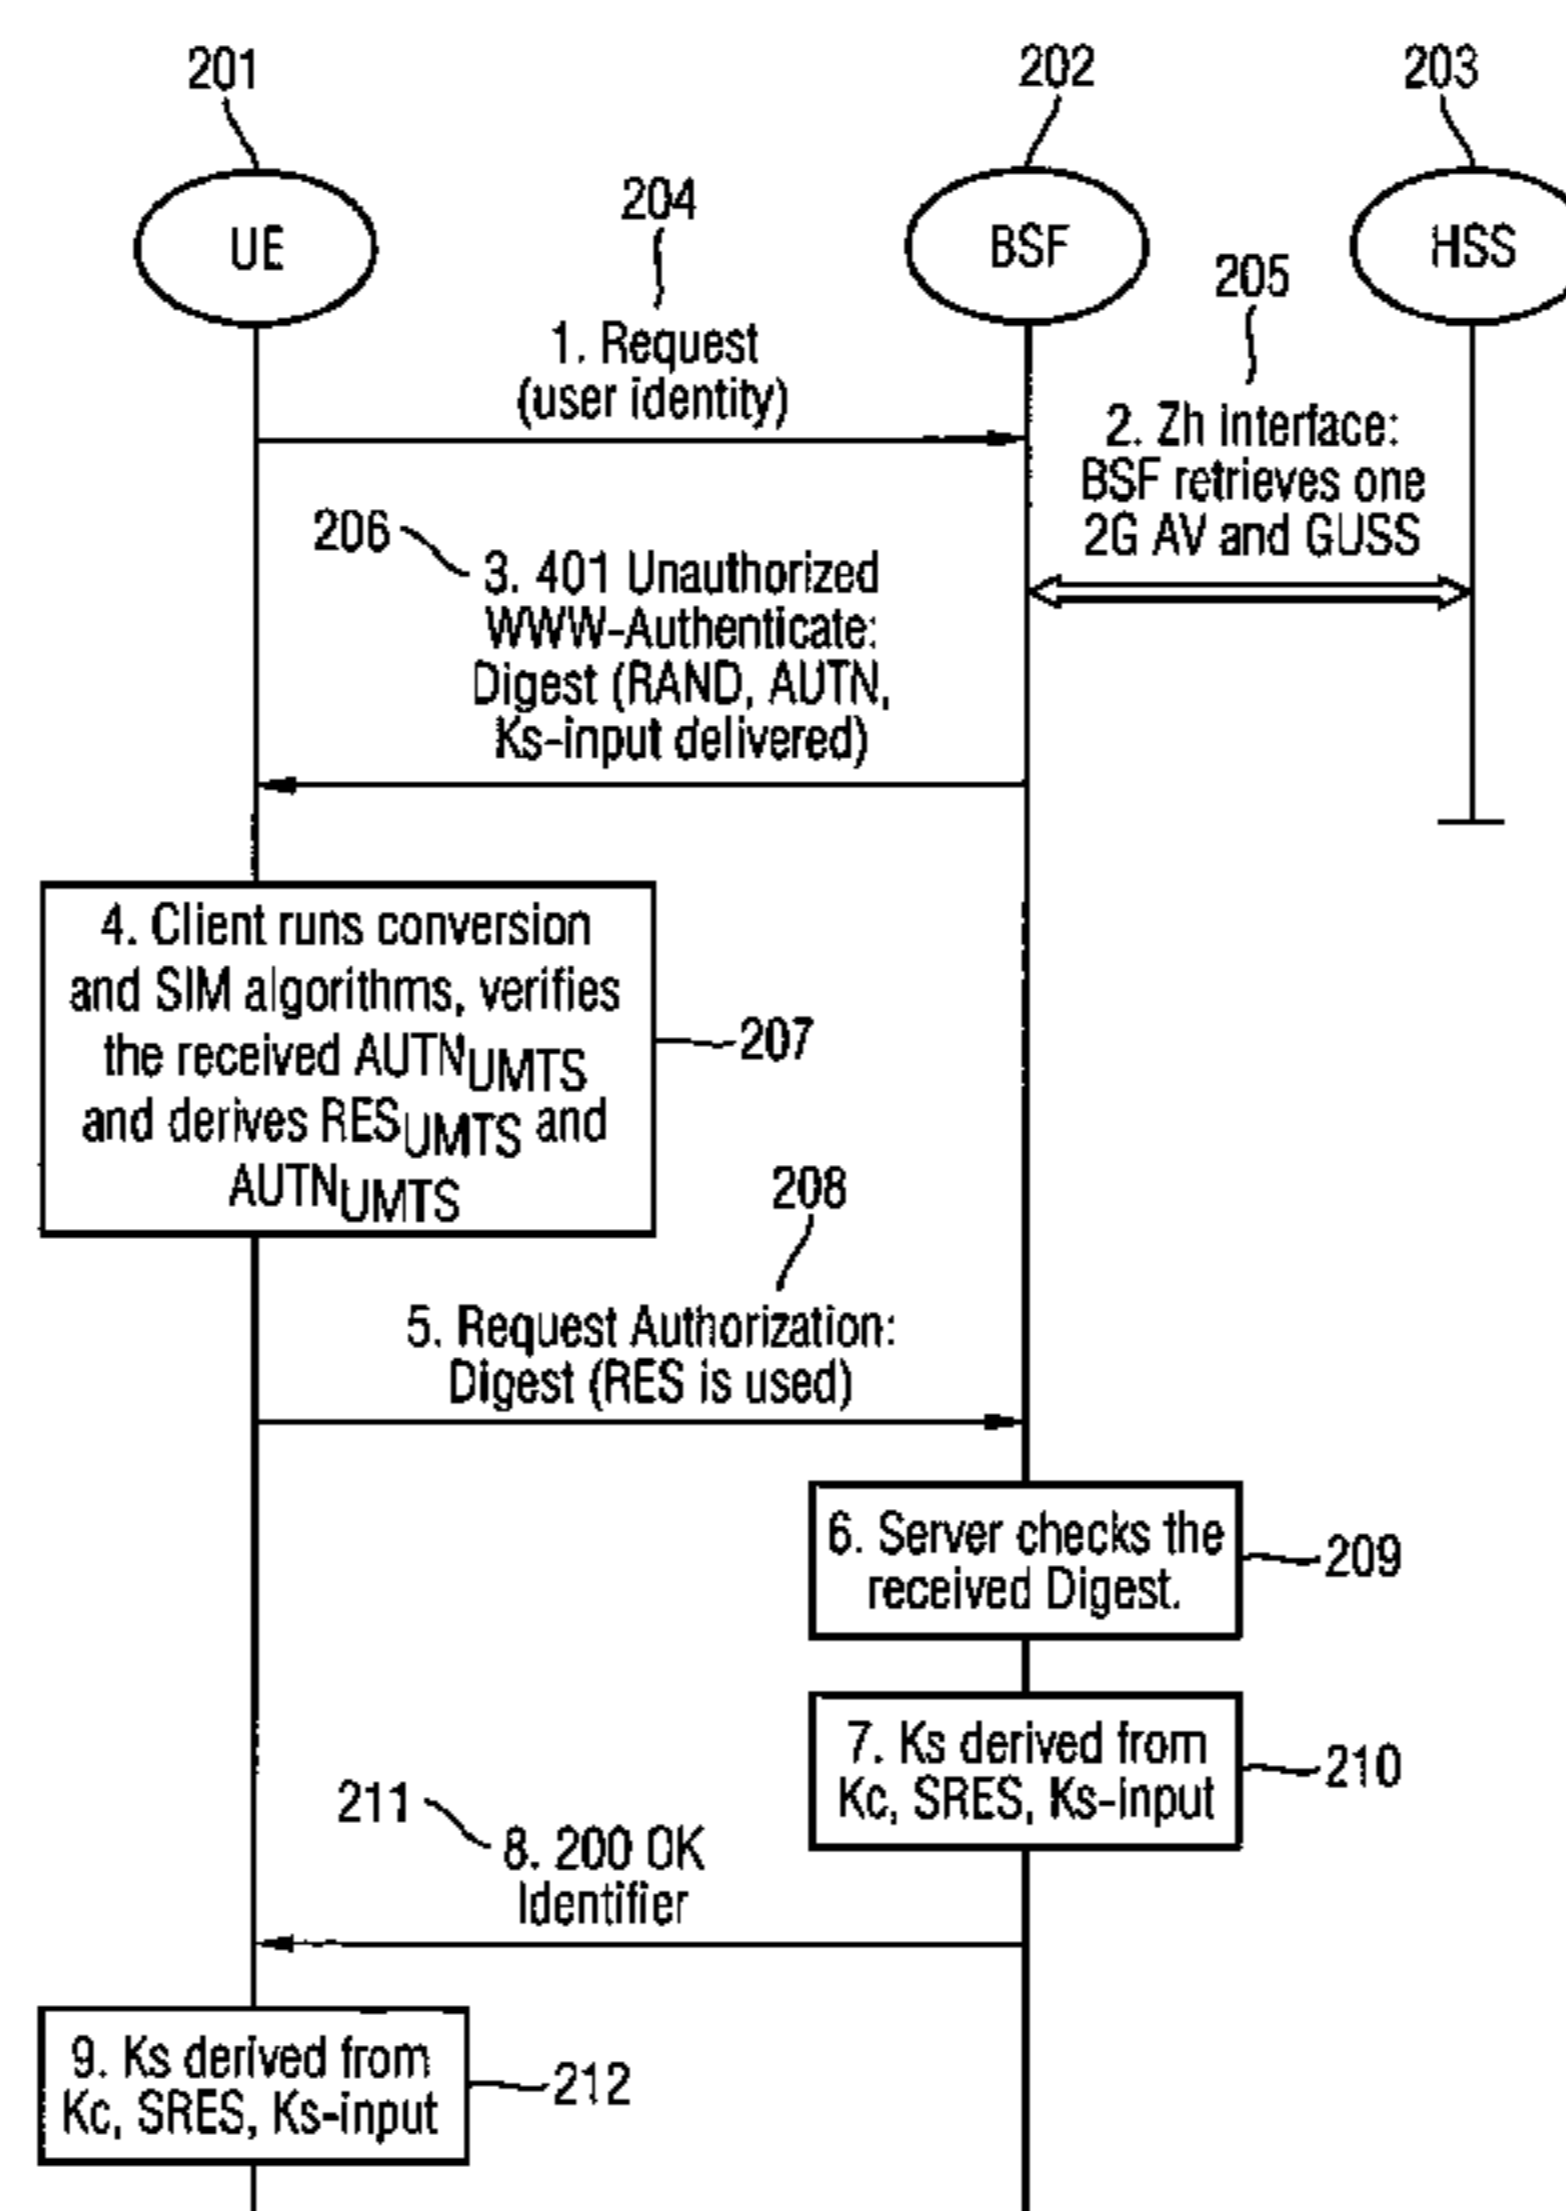 201
202
203
UE
BSF
HSS
204
205
1. Request
(user identity)
2. Zh interface:
BSF retrieves one
2G AV and GUSS
206
3. 401 Unauthorized
WWW-Authenticate:
Digest (RAND, AUTN,
Ks-input delivered)
4. Client runs conversion
and SIM algorithms, verifies
the received AUTNUMTS
and derives RESUMTS and
AUTNUMTS
207
208
5. Request Authorization:
Digest (RES is used)
6. Server checks the
received Digest.
209
7. Ks derived from
Kc, SRES, Ks-input
210
211
8. 200 OK
Identifier
9. Ks derived from
Kc, SRES, Ks-input
212